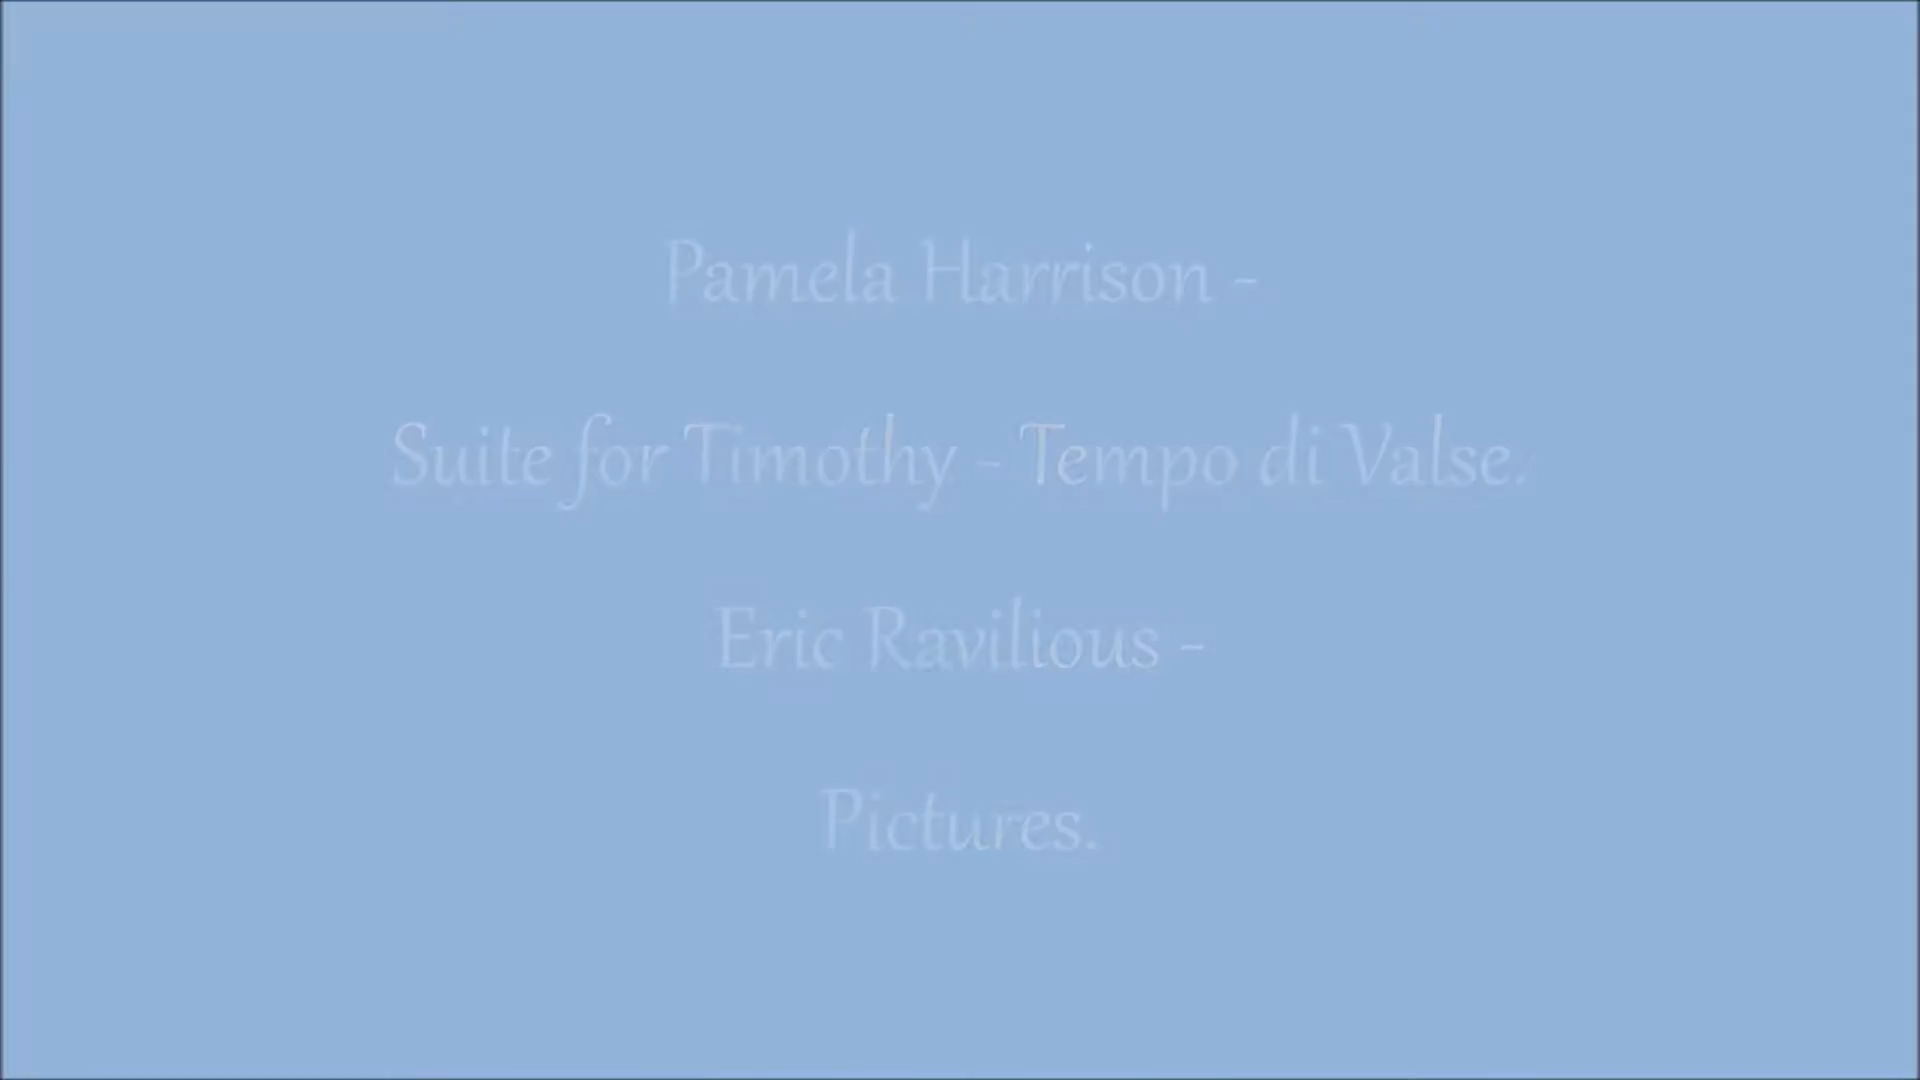 Pamela Harrison -
Suite for Timothy - Tempo di Valse.
Eric Ravilious -
Pictures.